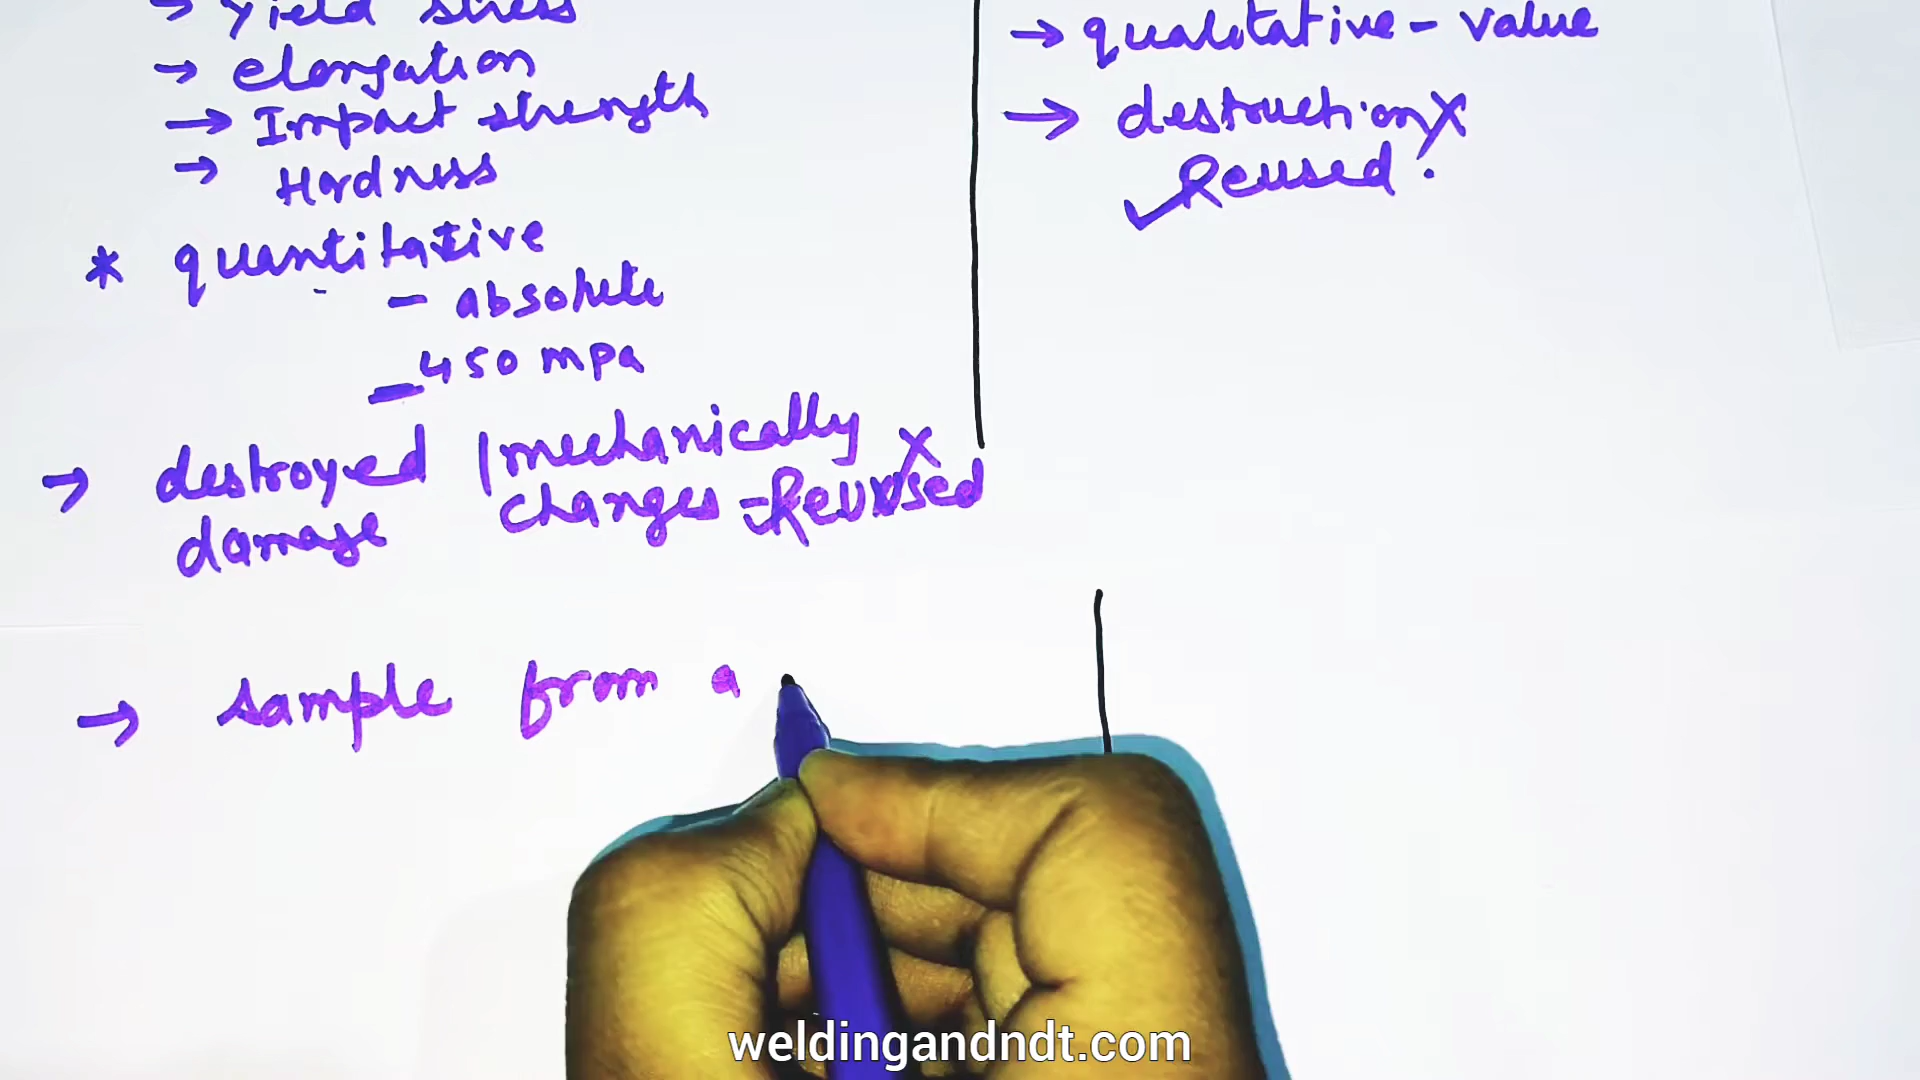 → Yield stress
→ elongation
→ Impact strength
→ Hardness
* quantitative
- absolute
- 450 mpa
→ destroyed / mechanically
damage changes - Reused X
→ Sample from a
→ qualitative - value
→ destruction X
✓ Reused.
weldingandndt.com